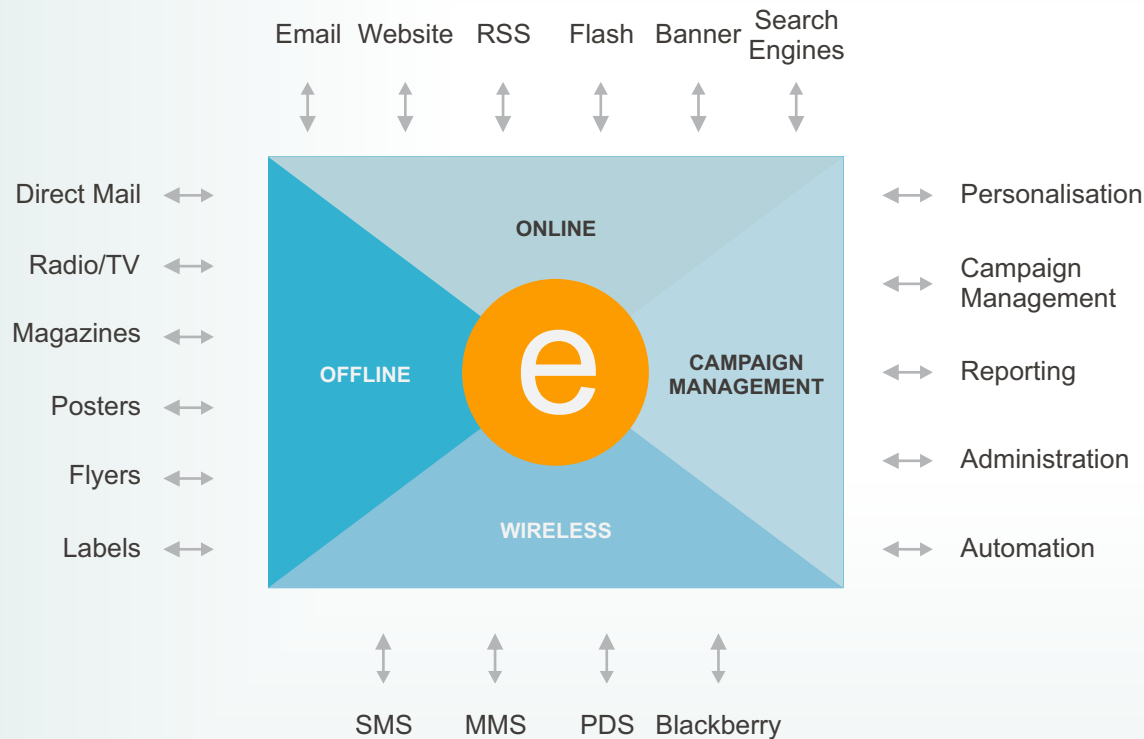 Email
Website
RSS
Flash
Banner
Search
Engines
Direct Mail
Radio/TV
Magazines
Posters
Flyers
Labels
ONLINE
OFFLINE
e
CAMPAIGN
MANAGEMENT
WIRELESS
Personalisation
Campaign
Management
Reporting
Administration
Automation
SMS
MMS
PDS
Blackberry